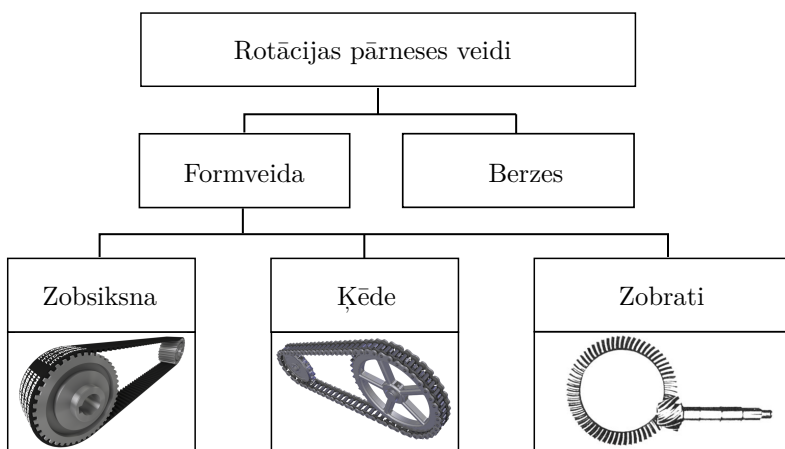 Rotācijas pārneses veidi
Formveida
Berzes
Zobsiksna
Ķēde
Zobrati